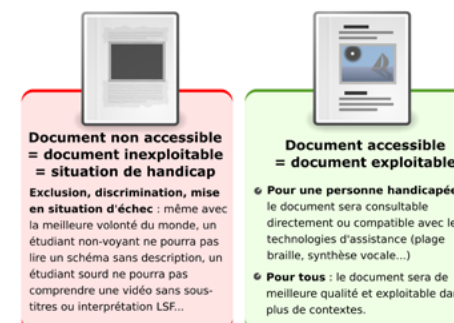 Document non accessible
= document inexploitable
= situation de handicap
Exclusion, discrimination, mise
en situation d'échec : même avec
la meilleure volonté du monde, un
étudiant non-voyant ne pourra pas
lire un schéma sans description, un
étudiant sourd ne pourra pas
comprendre une vidéo sans sous-
titres ou interprétation LSF...
Document accessible
= document exploitable
Pour une personne handicapée
le document sera consultable
directement ou compatible avec le
technologies d'assistance (plage
braille, synthèse vocale...)
Pour tous : le document sera de
meilleure qualité et exploitable da
plus de contextes.